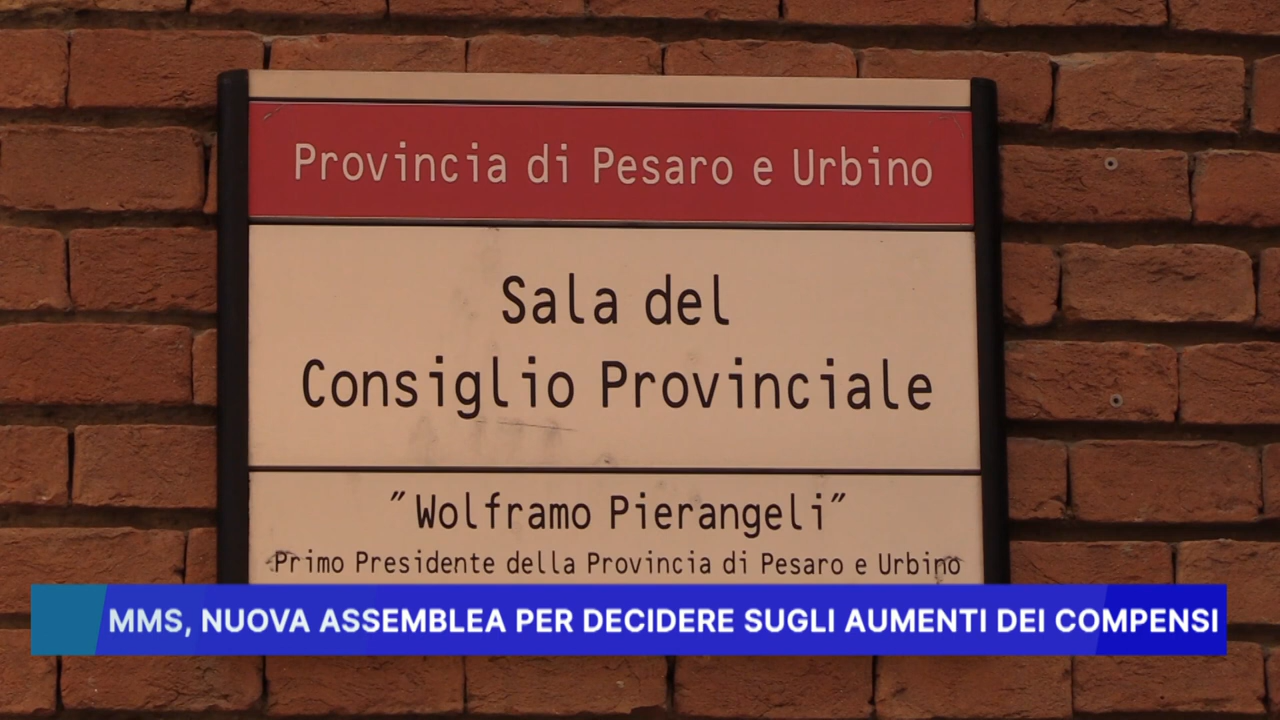 Provincia di Pesaro e Urbino
Sala del
Consiglio Provinciale
"Wolframo Pierangeli"
Primo Presidente della Provincia di Pesaro e Urbino
MMS, NUOVA ASSEMBLEA PER DECIDERE SUGLI AUMENTI DEI COMPENSI